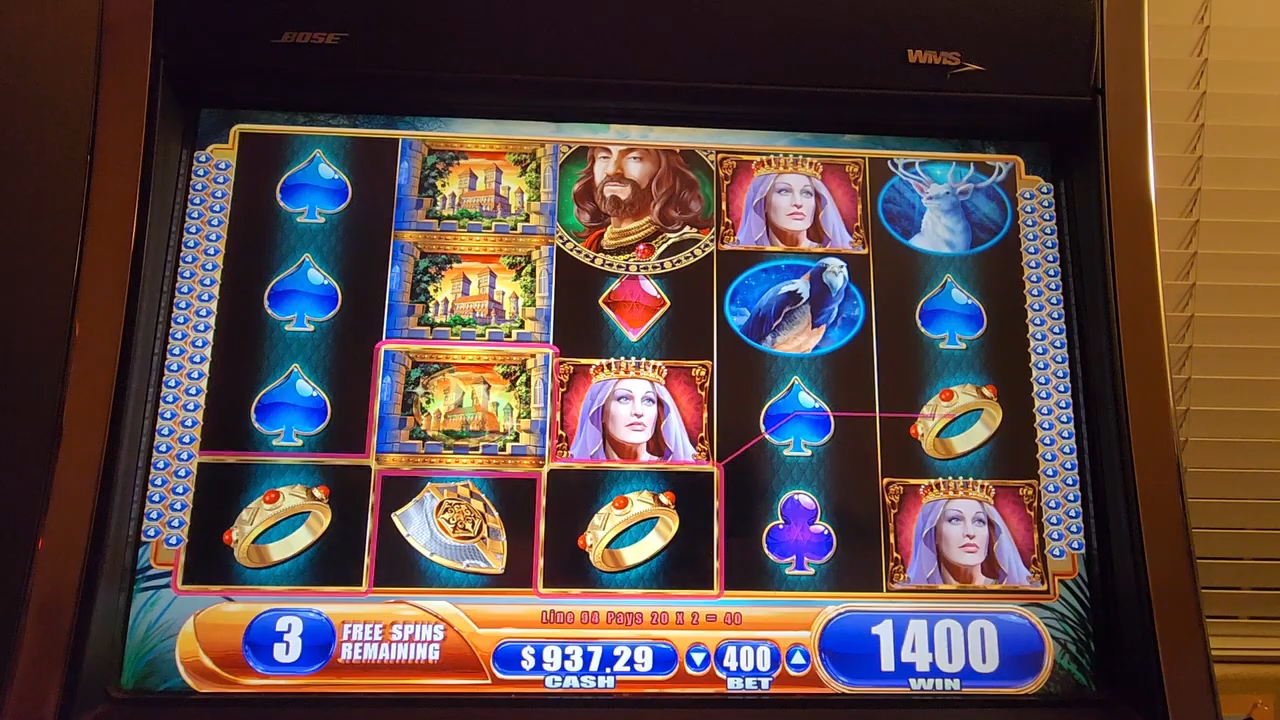 BOSE
WMS
3
FREE SPINS
REMAINING
Line 94 Pays 20 X 2 = 40
$937.29
CASH
400
BET
1400
WIN